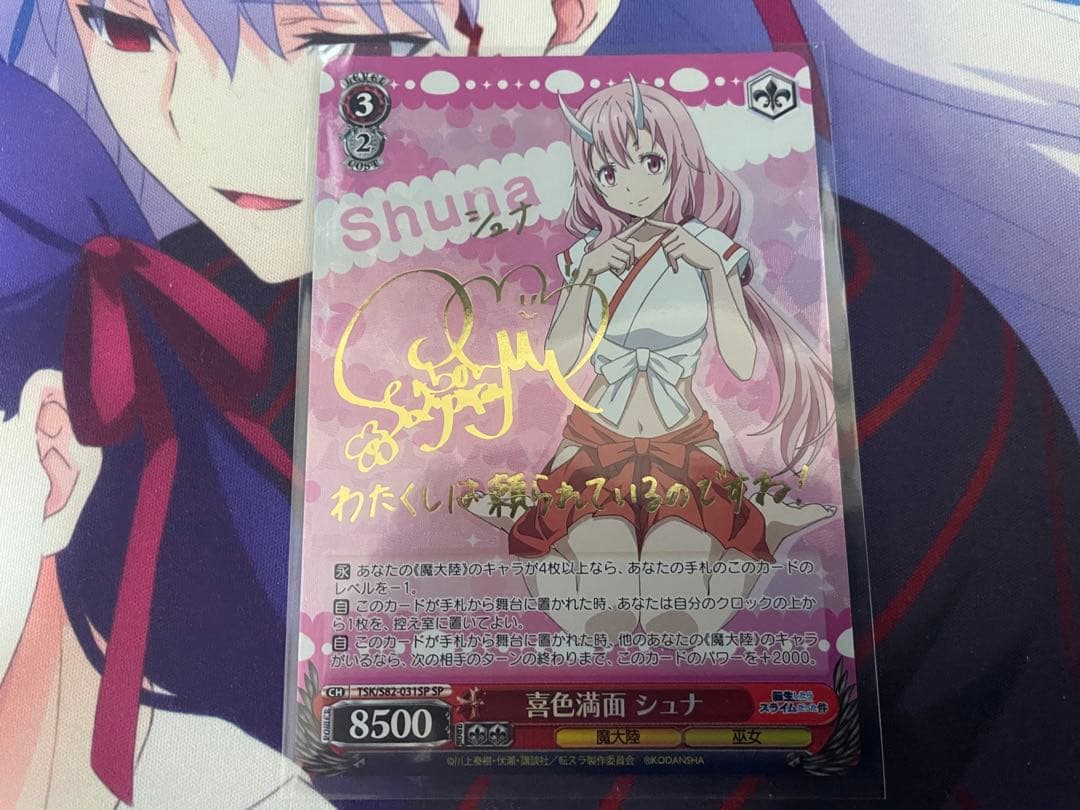 LEVEL
3
2
COST
Shuna
シュナ
わたくしは頼られているのですね!
永 あなたの《魔大陸》のキャラが4枚以上なら、あなたの手札のこのカードの
レベルを－1。
自 このカードが手札から舞台に置かれた時、あなたは自分のクロックの上か
ら1枚を、控え室に置いてよい。
自 このカードが手札から舞台に置かれた時、他のあなたの《魔大陸》のキャラ
がいるなら、次の相手のターンの終わりまで、このカードのパワーを＋2000。
CH TSK/S82-031SP SP
喜色満面 シュナ
転生したら
スライムだった件
POWER
8500
SOUL
魔大陸
巫女
©川上泰樹・伏瀬・講談社／転スラ製作委員会 ©KODANSHA